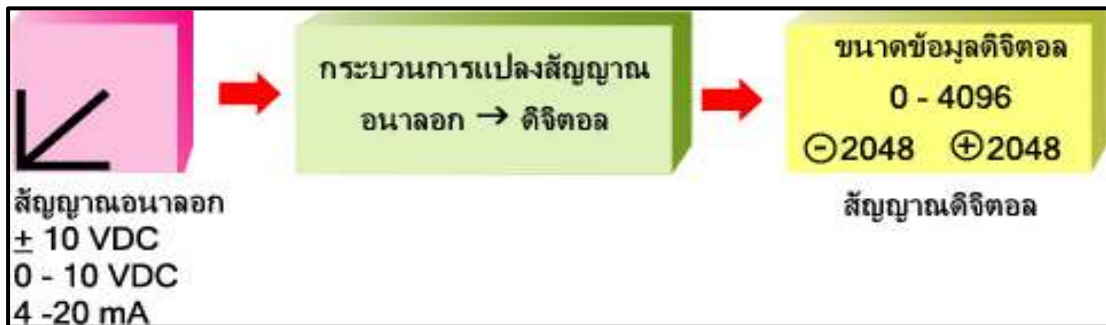 สัญญาณอนาลอก
± 10 VDC
0 - 10 VDC
4 -20 mA
กระบวนการแปลงสัญญาณ
อนาลอก → ดิจิตอล
ขนาดข้อมูลดิจิตอล
0 - 4096
⊖2048 ⊕2048
สัญญาณดิจิตอล